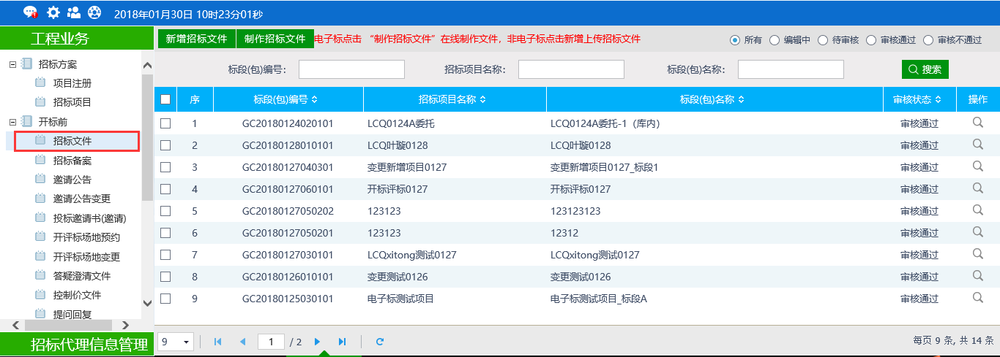 2018年01月30日 10时23分01秒
工程业务
招标方案
项目注册
招标项目
开标前
招标文件
招标备案
邀请公告
邀请公告变更
投标邀请书(邀请)
开评标场地预约
开评标场地变更
答疑澄清文件
控制价文件
提问回复
招标代理信息管理
新增招标文件 制作招标文件 电子标点击 “制作招标文件”在线制作文件，非电子标点击新增上传招标文件 所有 编辑中 待审核 审核通过 审核不通过
标段(包)编号： 招标项目名称： 标段(包)名称： 搜索
序 标段(包)编号 招标项目名称 标段(包)名称 审核状态 操作
1 GC20180124020101 LCQ0124A委托 LCQ0124A委托-1（库内） 审核通过
2 GC20180128010101 LCQ叶璇0128 LCQ叶璇0128 审核通过
3 GC20180127040301 变更新增项目0127 变更新增项目0127_标段1 审核通过
4 GC20180127060101 开标评标0127 开标评标0127 审核通过
5 GC20180127050202 123123 123123123 审核通过
6 GC20180127050201 123123 12312 审核通过
7 GC20180127030101 LCQxitong测试0127 LCQxitong测试0127 审核通过
8 GC20180126010101 变更测试0126 变更测试0126 审核通过
9 GC20180125030101 电子标测试项目 电子标测试项目_标段A 审核通过
9 1 / 2 每页 9 条, 共 14 条